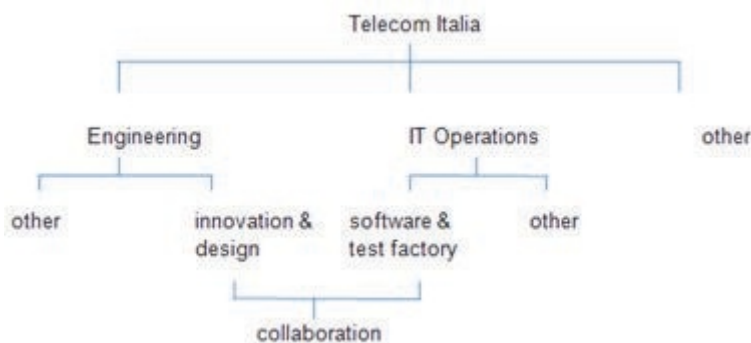 Telecom Italia
Engineering
IT Operations
other
other
innovation &
design
software &
test factory
other
collaboration